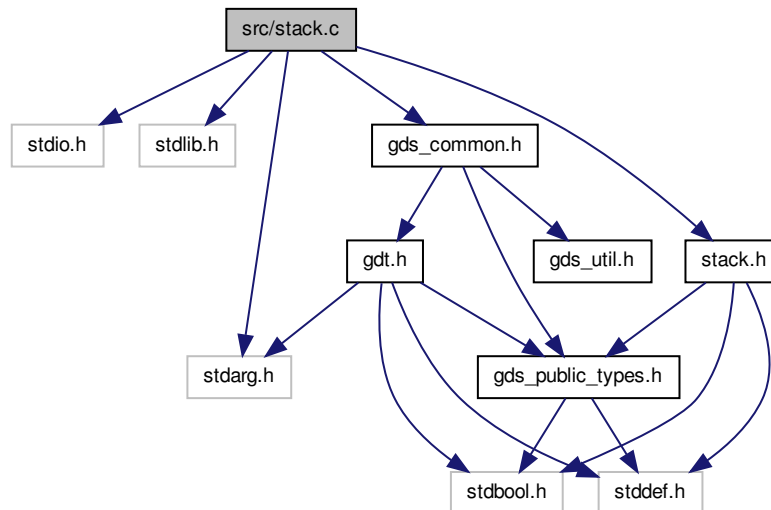 src/stack.c
stdio.h
stdlib.h
gds_common.h
gdt.h
gds_util.h
stack.h
stdarg.h
gds_public_types.h
stdbool.h
stddef.h